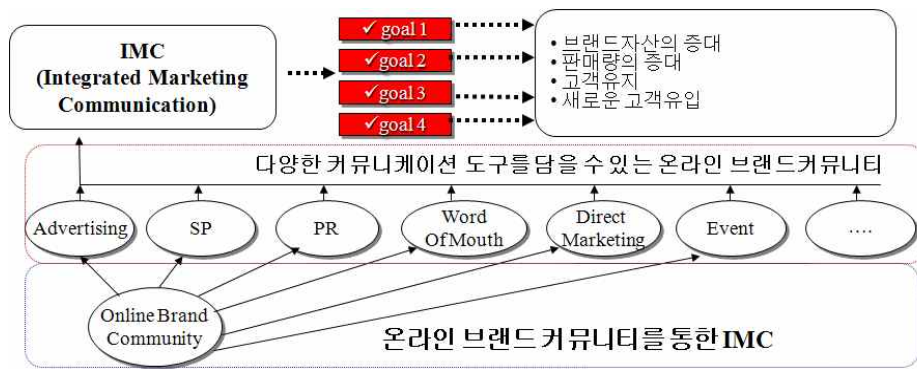 IMC
(Integrated Marketing
Communication)
✓goal 1
✓goal 2
✓goal 3
✓goal 4
• 브랜드자산의 증대
• 판매량의 증대
• 고객유지
• 새로운 고객유입
다양한 커뮤니케이션 도구를 담을 수 있는 온라인 브랜드커뮤니티
Advertising
SP
PR
Word
Of Mouth
Direct
Marketing
Event
....
Online Brand
Community
온라인 브랜드 커뮤니티를 통한 IMC